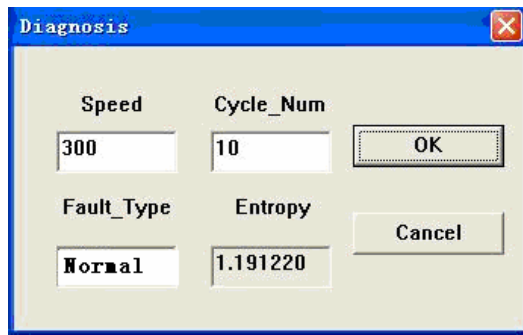 Diagnosis
Speed Cycle_Num
300 10 OK
Fault_Type Entropy
Cancel
Normal 1.191220